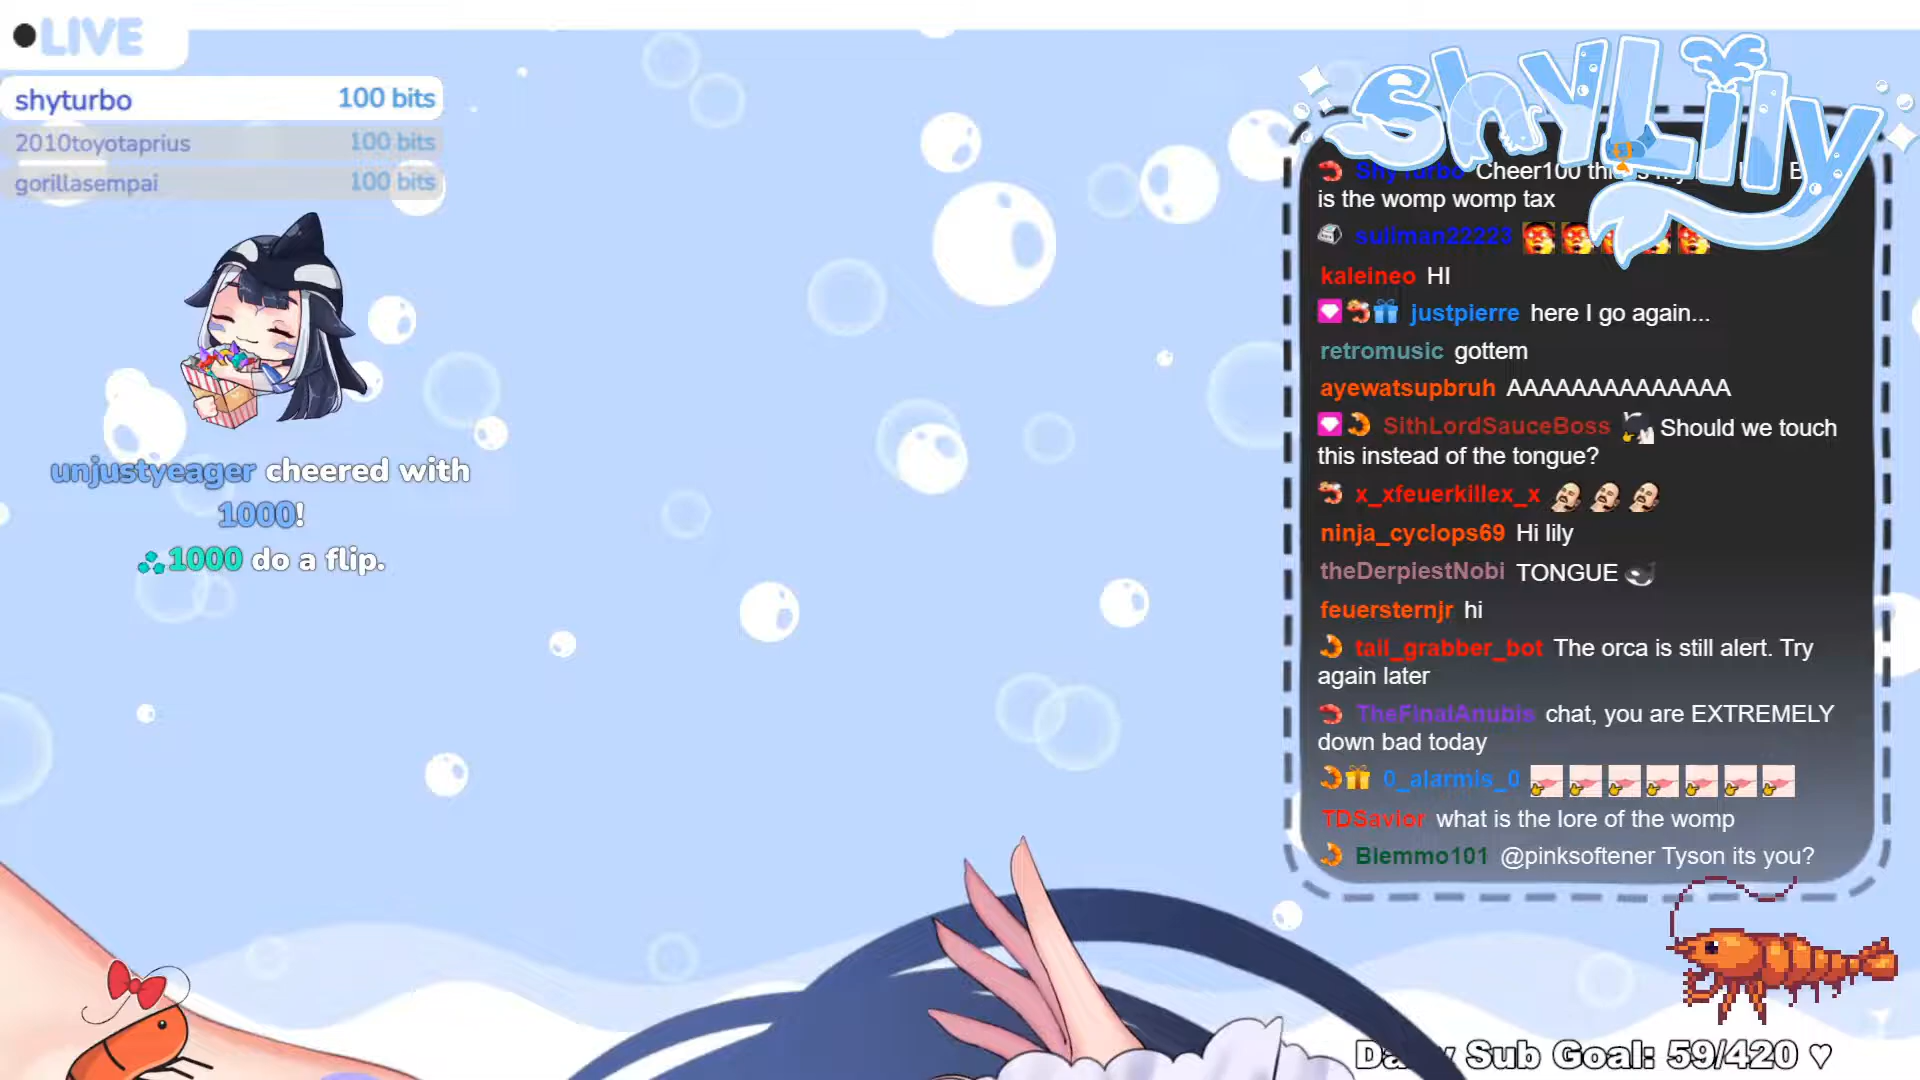 LIVE
shyturbo 100 bits
2010toyotaprius 100 bits
gorillasempai 100 bits
unjustyeager cheered with
1000!
1000 do a flip.
shyLily
ShyTurbo Cheer100
is the womp womp tax
suliman22223
kaleineo HI
justpierre here I go again...
retromusic gottem
ayewatsupbruh AAAAAAAAAAAAAA
SithLordSauceBoss Should we touch
this instead of the tongue?
x_xfeuerkillex_x
ninja_cyclops69 Hi lily
theDerpiestNobi TONGUE
feuersternjr hi
tail_grabber_bot The orca is still alert. Try
again later
TheFinalAnubis chat, you are EXTREMELY
down bad today
0_alarmis_0
TDSavior what is the lore of the womp
Blemmo101 @pinksoftener Tyson its you?
Sub Goal: 59/420 ♥